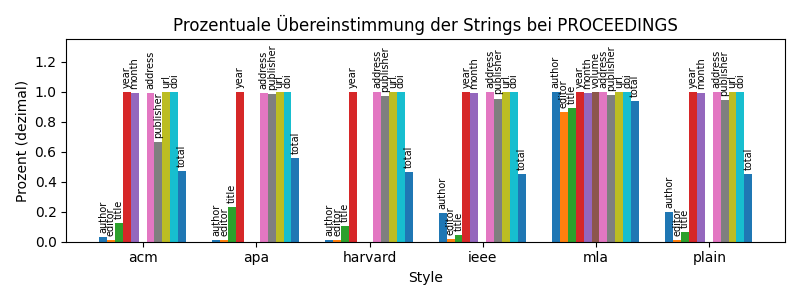 Prozentuale Übereinstimmung der Strings bei PROCEEDINGS
Prozent (dezimal)
1.2
1.0
0.8
0.6
0.4
0.2
0.0
author
editor
title
year
month
address
publisher
url
doi
total
author
editor
title
year
address
publisher
url
doi
total
author
editor
title
year
address
publisher
url
doi
total
author
editor
title
year
month
address
publisher
url
doi
total
author
editor
title
year
month
volume
address
publisher
url
doi
total
author
editor
title
year
month
address
publisher
url
doi
total
acm apa harvard ieee mla plain
Style